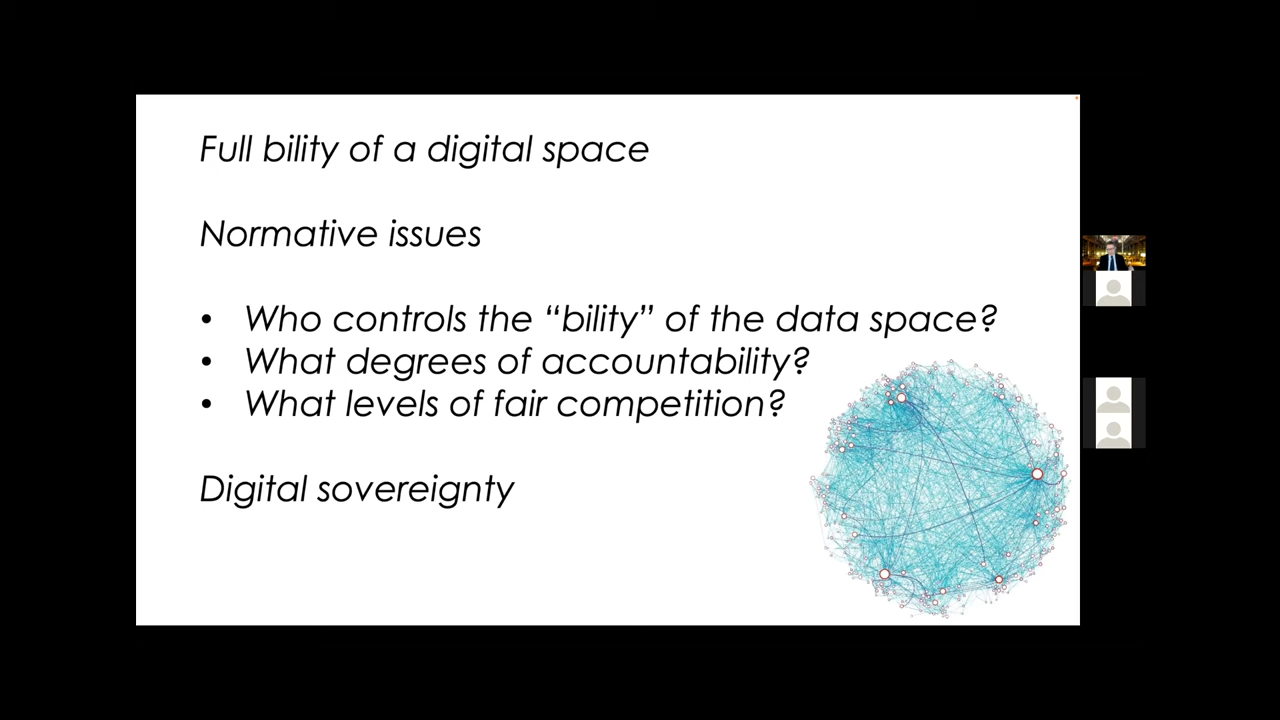 Full bility of a digital space
Normative issues
• Who controls the “bility” of the data space?
• What degrees of accountability?
• What levels of fair competition?
Digital sovereignty